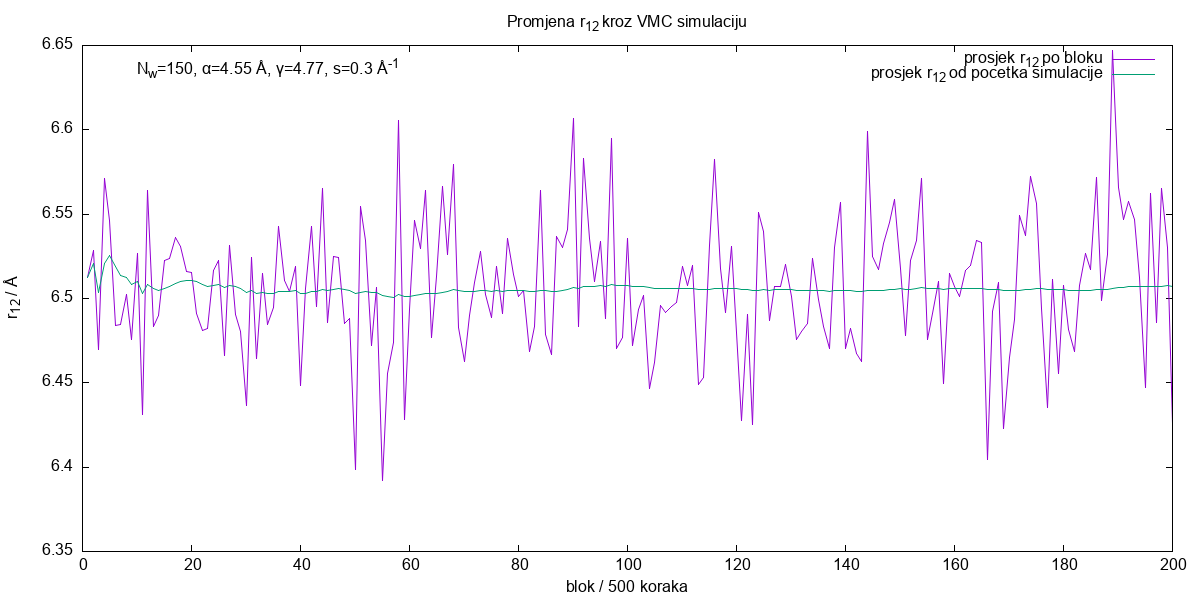 Promjena r12 kroz VMC simulaciju
Nw=150, α=4.55 Å, γ=4.77, s=0.3 Å-1
prosjek r12 po bloku
prosjek r12 od pocetka simulacije
r12 / Å
6.65
6.6
6.55
6.5
6.45
6.4
6.35
0 20 40 60 80 100 120 140 160 180 200
blok / 500 koraka